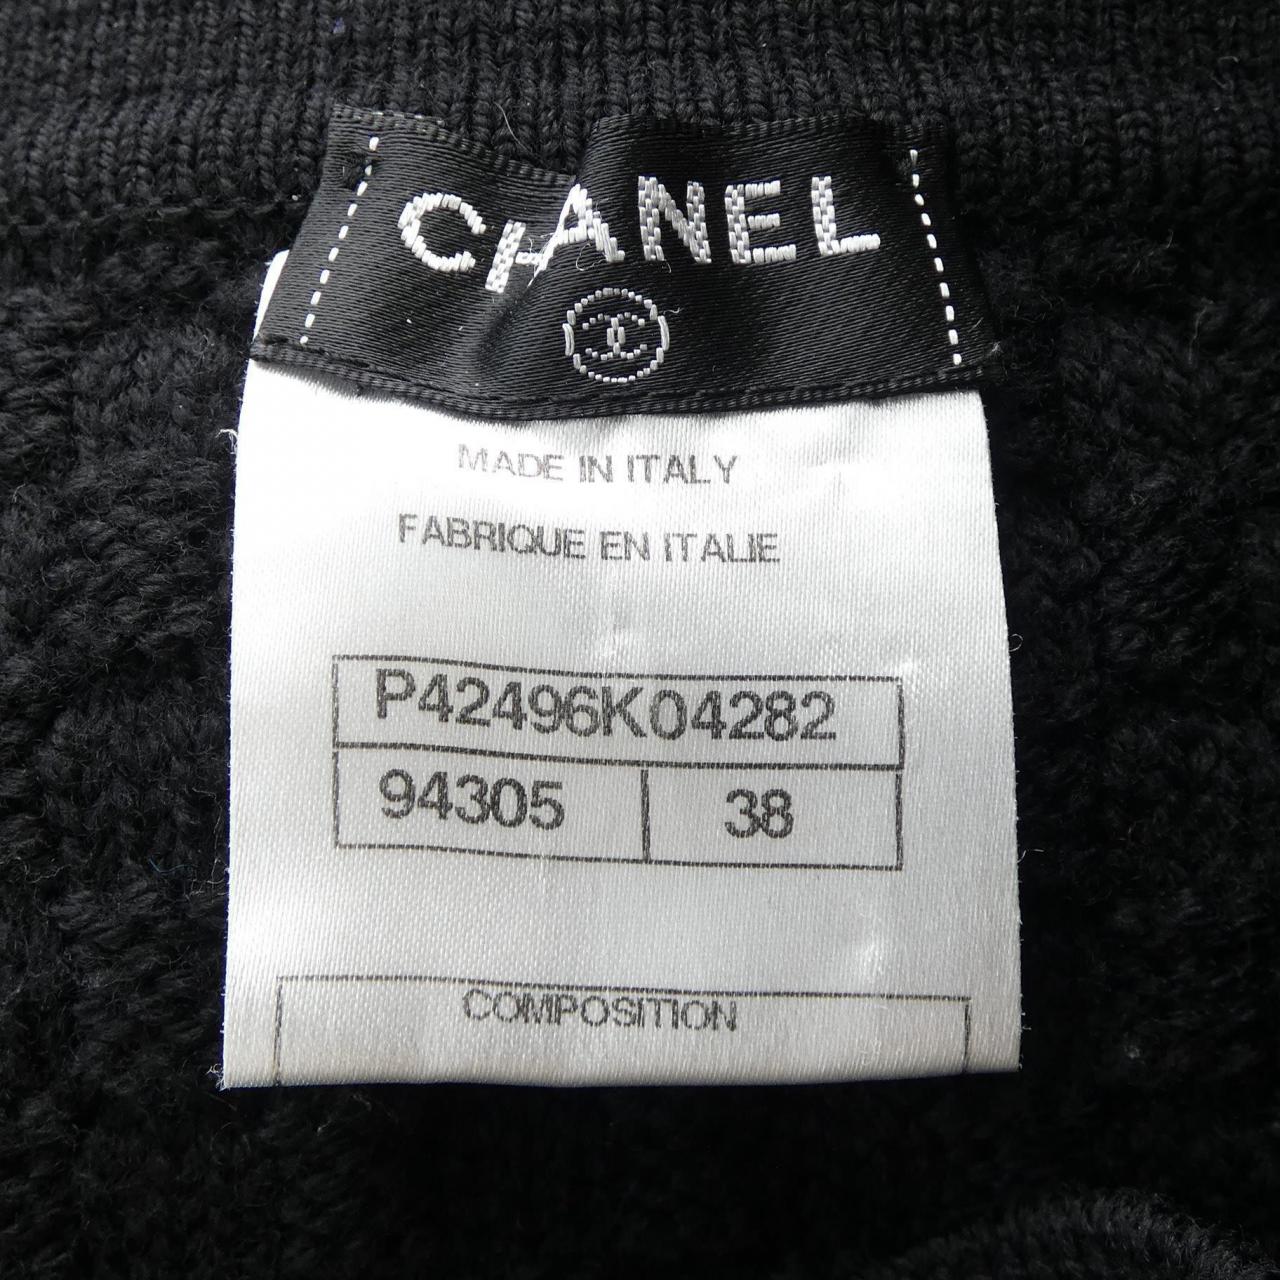 CHANEL
MADE IN ITALY
FABRIQUE EN ITALIE
P42496K04282
94305 38
COMPOSITION